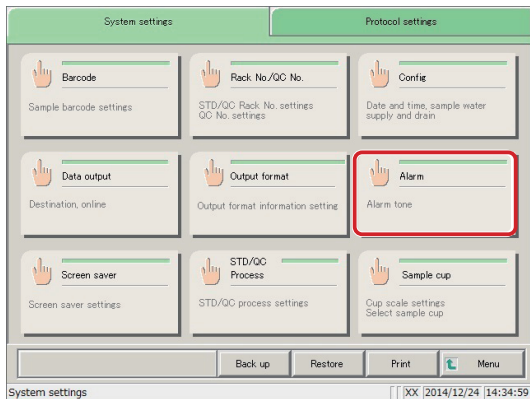 System settings
Protocol settings
Barcode
Sample barcode settings
Rack No./QC No.
STD/QC Rack No. settings
QC No. settings
Config
Date and time, sample water
supply and drain
Data output
Destination, online
Output format
Output format information setting
Alarm
Alarm tone
Screen saver
Screen saver settings
STD/QC
Process
STD/QC process settings
Sample cup
Cup scale settings
Select sample cup
Back up
Restore
Print
Menu
System settings
XX
2014/12/24
14:34:59